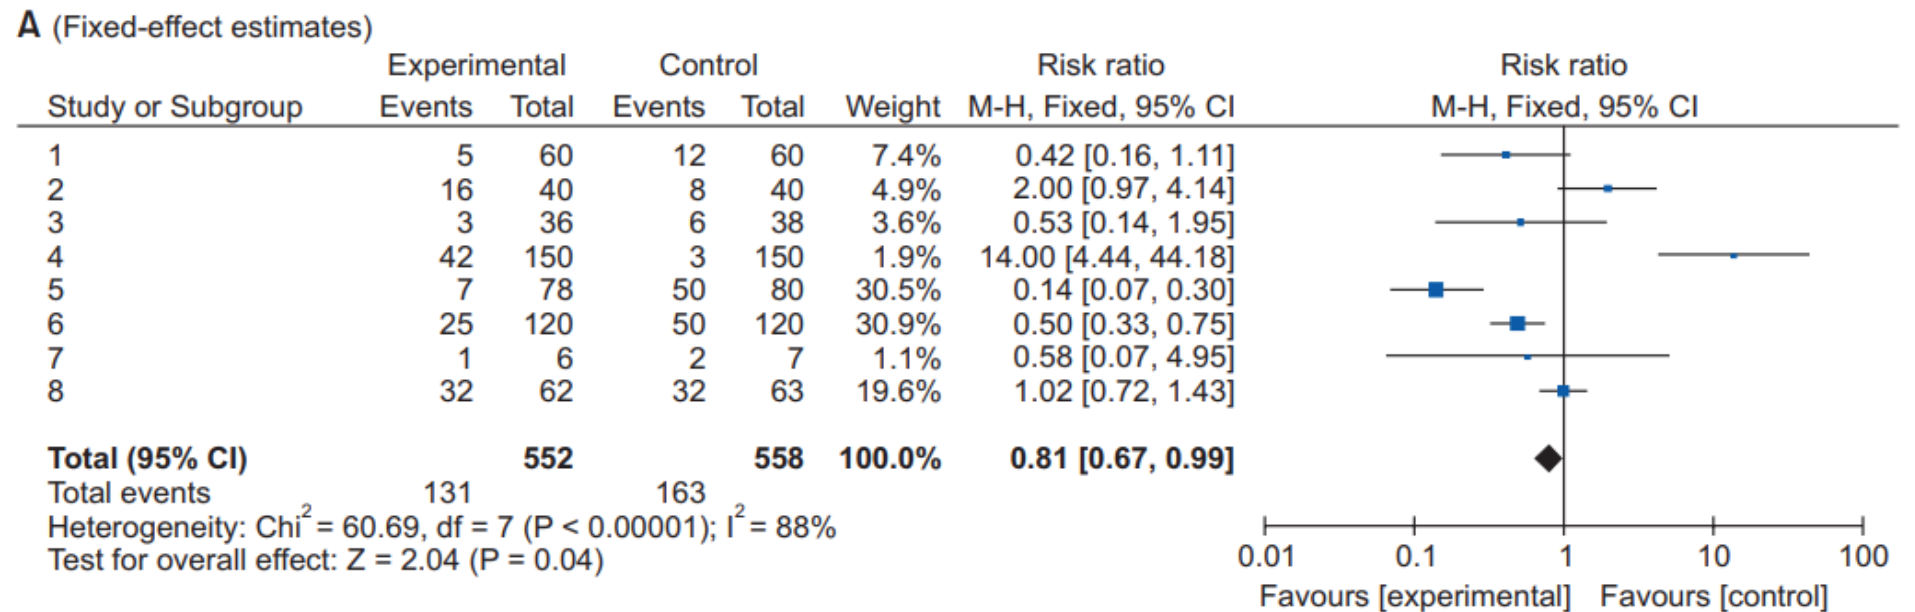 A (Fixed-effect estimates)
Experimental Control Risk ratio Risk ratio
Study or Subgroup Events Total Events Total Weight M-H, Fixed, 95% CI M-H, Fixed, 95% CI
1 5 60 12 60 7.4% 0.42 [0.16, 1.11]
2 16 40 8 40 4.9% 2.00 [0.97, 4.14]
3 3 36 6 38 3.6% 0.53 [0.14, 1.95]
4 42 150 3 150 1.9% 14.00 [4.44, 44.18]
5 7 78 50 80 30.5% 0.14 [0.07, 0.30]
6 25 120 50 120 30.9% 0.50 [0.33, 0.75]
7 1 6 2 7 1.1% 0.58 [0.07, 4.95]
8 32 62 32 63 19.6% 1.02 [0.72, 1.43]
Total (95% CI) 552 558 100.0% 0.81 [0.67, 0.99]
Total events 131 163
Heterogeneity: Chi² = 60.69, df = 7 (P < 0.00001); I² = 88%
Test for overall effect: Z = 2.04 (P = 0.04)
0.01 0.1 1 10 100
Favours [experimental] Favours [control]